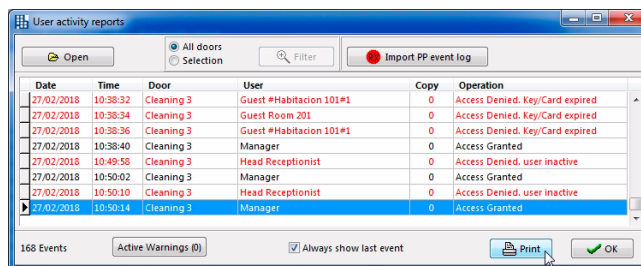 User activity reports
Open
All doors
Selection
Filter
Import PP event log
Date Time Door User Copy Operation
27/02/2018 10:38:32 Cleaning 3 Guest #Habitacion 101#1 0 Access Denied. Key/Card expired
27/02/2018 10:38:34 Cleaning 3 Guest Room 201 0 Access Denied. Key/Card expired
27/02/2018 10:38:36 Cleaning 3 Guest #Habitacion 101#1 0 Access Denied. Key/Card expired
27/02/2018 10:38:40 Cleaning 3 Manager 0 Access Granted
27/02/2018 10:49:58 Cleaning 3 Head Receptionist 0 Access Denied. user inactive
27/02/2018 10:50:02 Cleaning 3 Manager 0 Access Granted
27/02/2018 10:50:10 Cleaning 3 Head Receptionist 0 Access Denied. user inactive
27/02/2018 10:50:14 Cleaning 3 Manager 0 Access Granted
168 Events
Active Warnings (0)
Always show last event
Print
OK